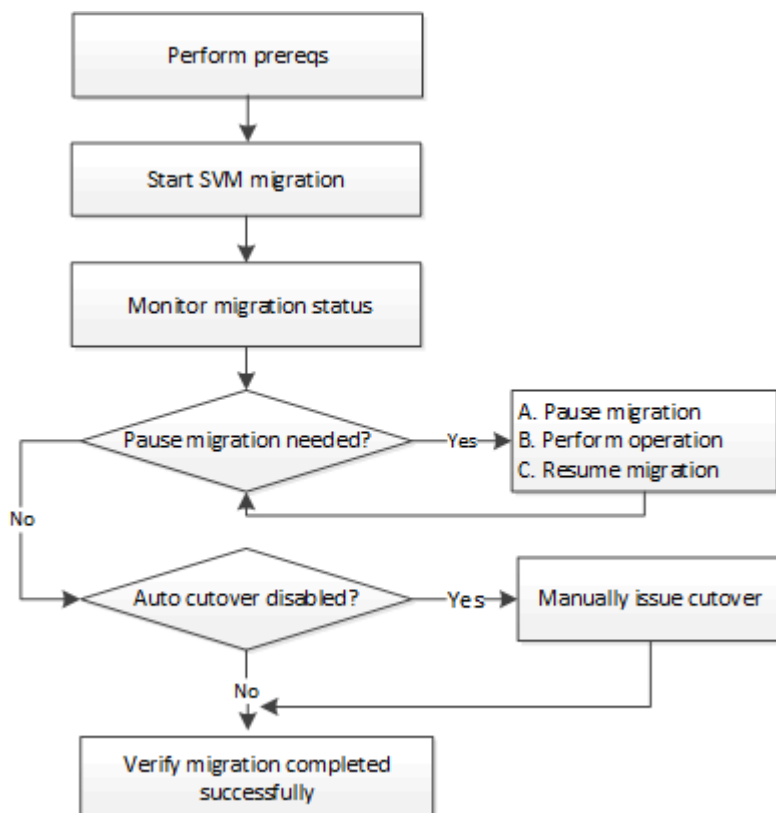 Perform prereqs
Start SVM migration
Monitor migration status
Pause migration needed?
Yes
A. Pause migration
B. Perform operation
C. Resume migration
No
Auto cutover disabled?
Yes
Manually issue cutover
No
Verify migration completed
successfully